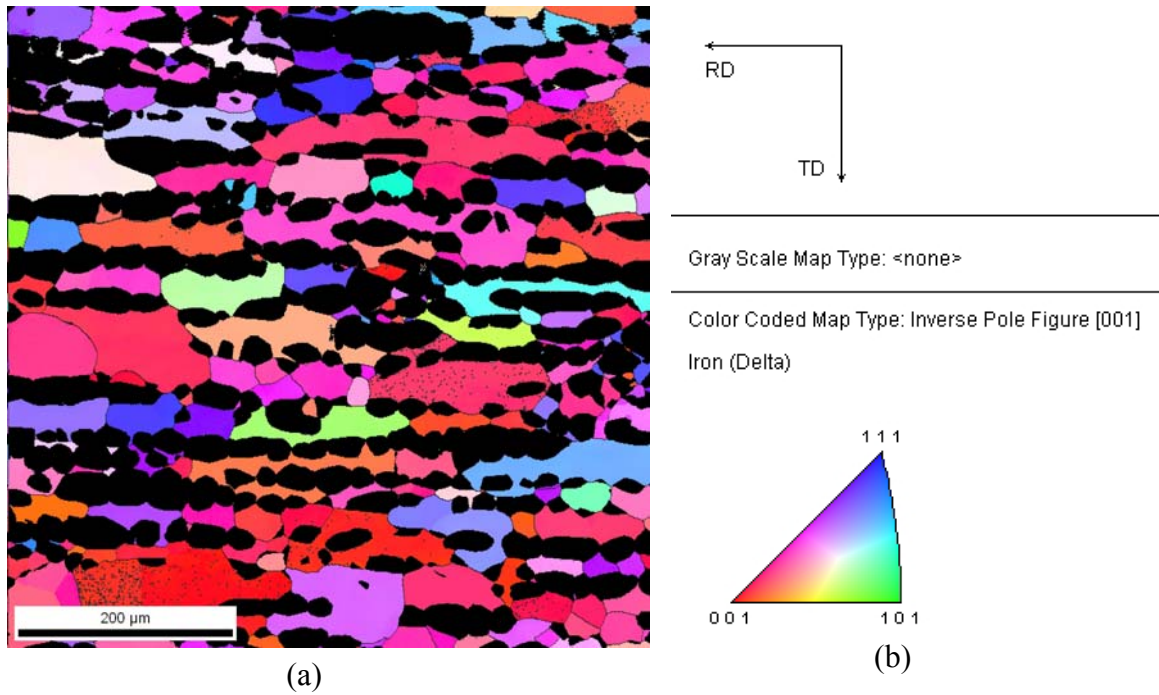 200 µm
(a)
RD
TD
Gray Scale Map Type: <none>
Color Coded Map Type: Inverse Pole Figure [001]
Iron (Delta)
1 1 1
0 0 1
1 0 1
(b)